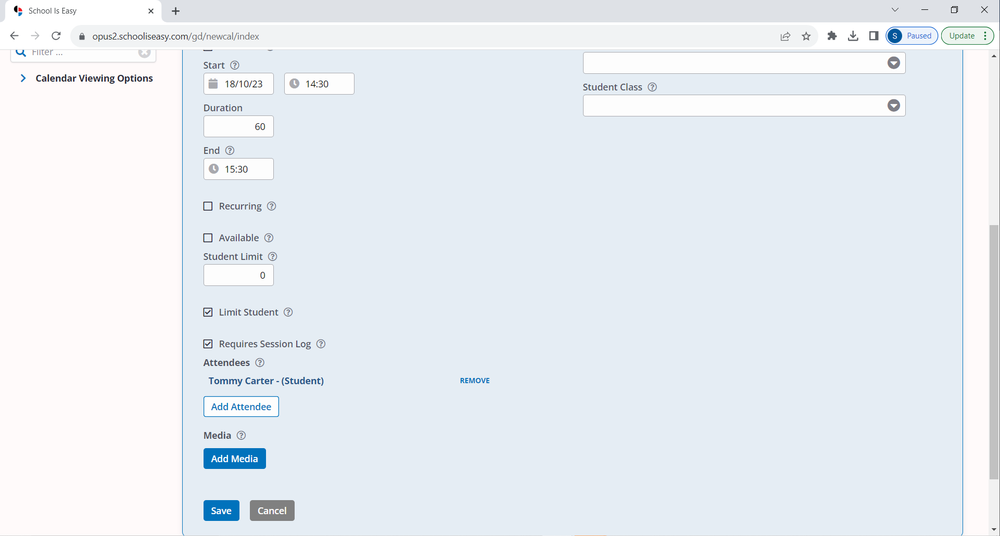 School Is Easy
opus2.schooliseasy.com/gd/newcal/index
S Paused
Update
Filter ...
Calendar Viewing Options
Start
18/10/23 14:30
Duration
60
End
15:30
Recurring
Available
Student Limit
0
Limit Student
Requires Session Log
Attendees
Tommy Carter - (Student) REMOVE
Add Attendee
Media
Add Media
Save Cancel
Student Class